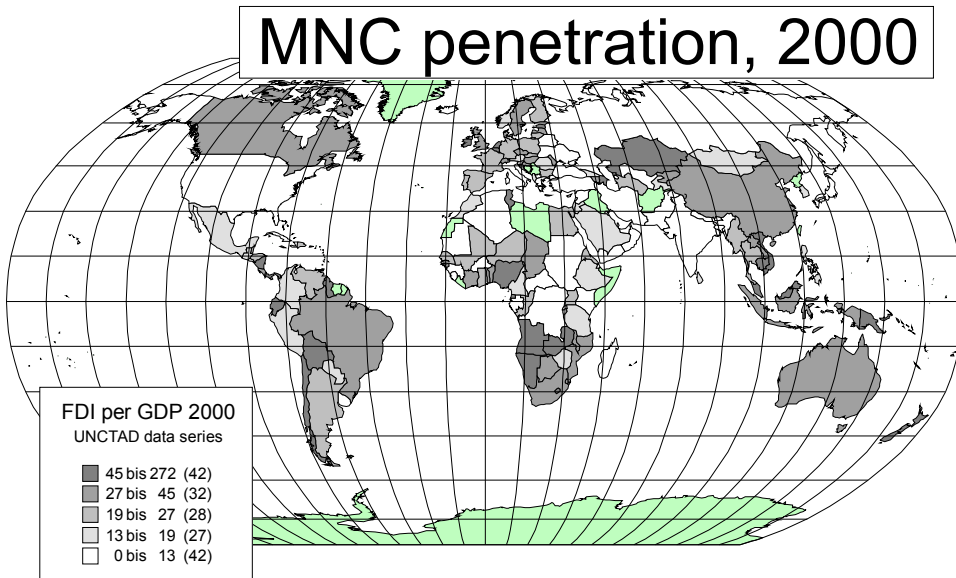 MNC penetration, 2000
FDI per GDP 2000
UNCTAD data series
45 bis 272 (42)
27 bis 45 (32)
19 bis 27 (28)
13 bis 19 (27)
0 bis 13 (42)